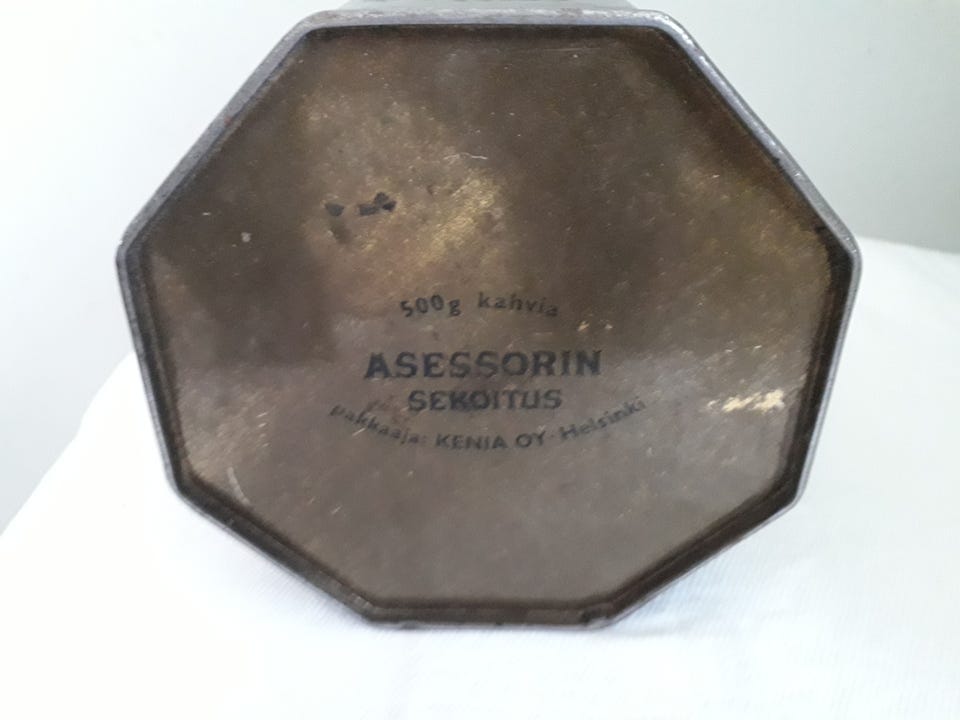 500g kahvia
ASESSORIN
SEKOITUS
pakkaaja: KENIA OY - Helsinki